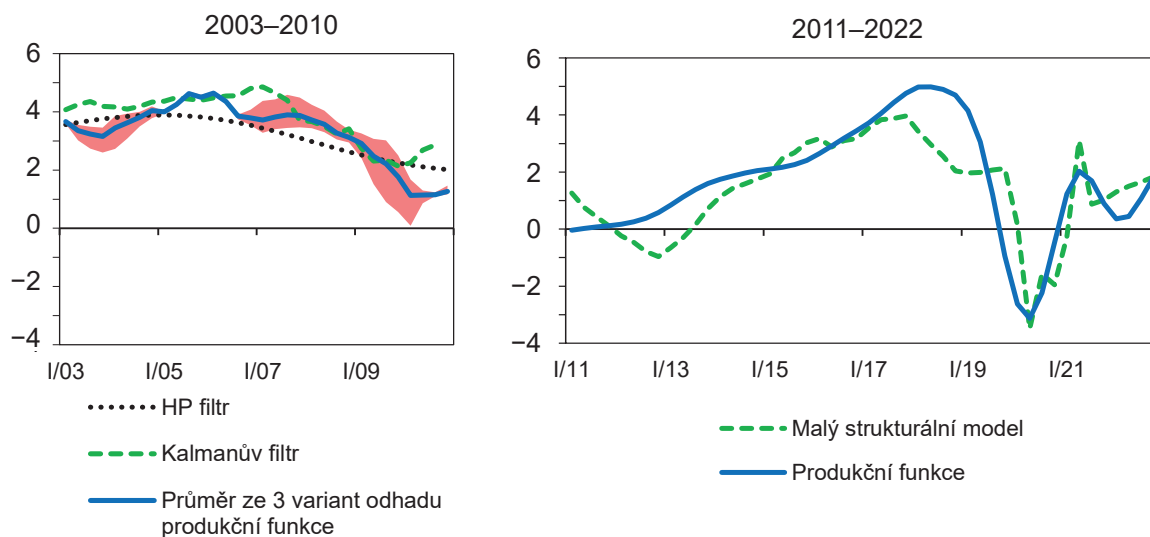 2003–2010
6
4
2
0
−2
−4
I/03
I/05
I/07
I/09
HP filtr
Kalmanův filtr
Průměr ze 3 variant odhadu
produkční funkce
2011–2022
6
4
2
0
−2
−4
I/11
I/13
I/15
I/17
I/19
I/21
Malý strukturální model
Produkční funkce